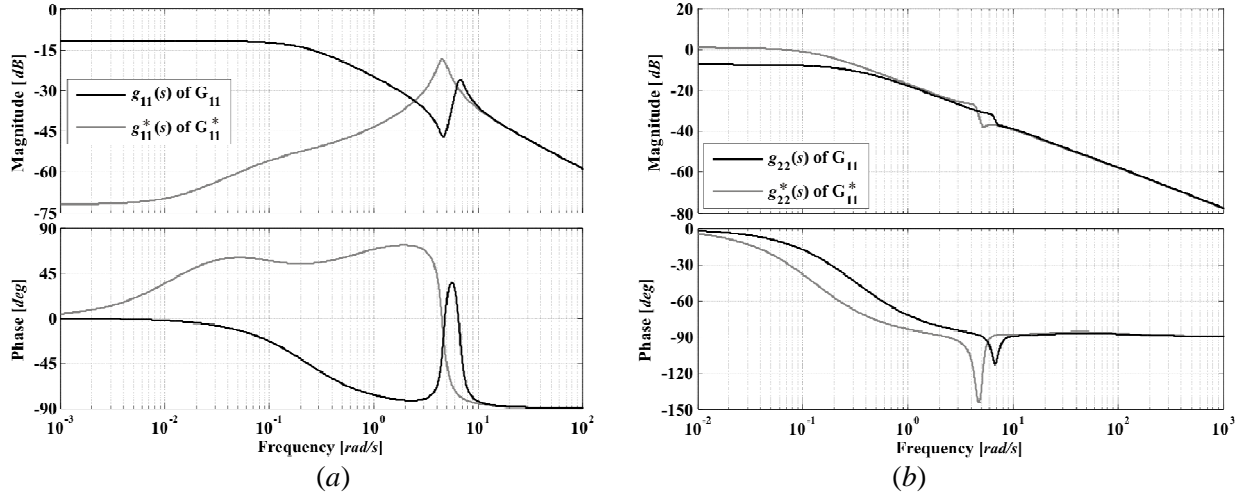 0
-15
-30
-45
-60
-75
Magnitude [dB]
g11(s) of G11
g*11(s) of G*11
90
45
0
-45
-90
Phase [deg]
10^-3
10^-2
10^-1
10^0
10^1
10^2
Frequency [rad/s]
(a)
20
0
-20
-40
-60
-80
Magnitude [dB]
g22(s) of G11
g*22(s) of G*11
0
-30
-60
-90
-120
-150
Phase [deg]
10^-2
10^-1
10^0
10^1
10^2
10^3
Frequency [rad/s]
(b)